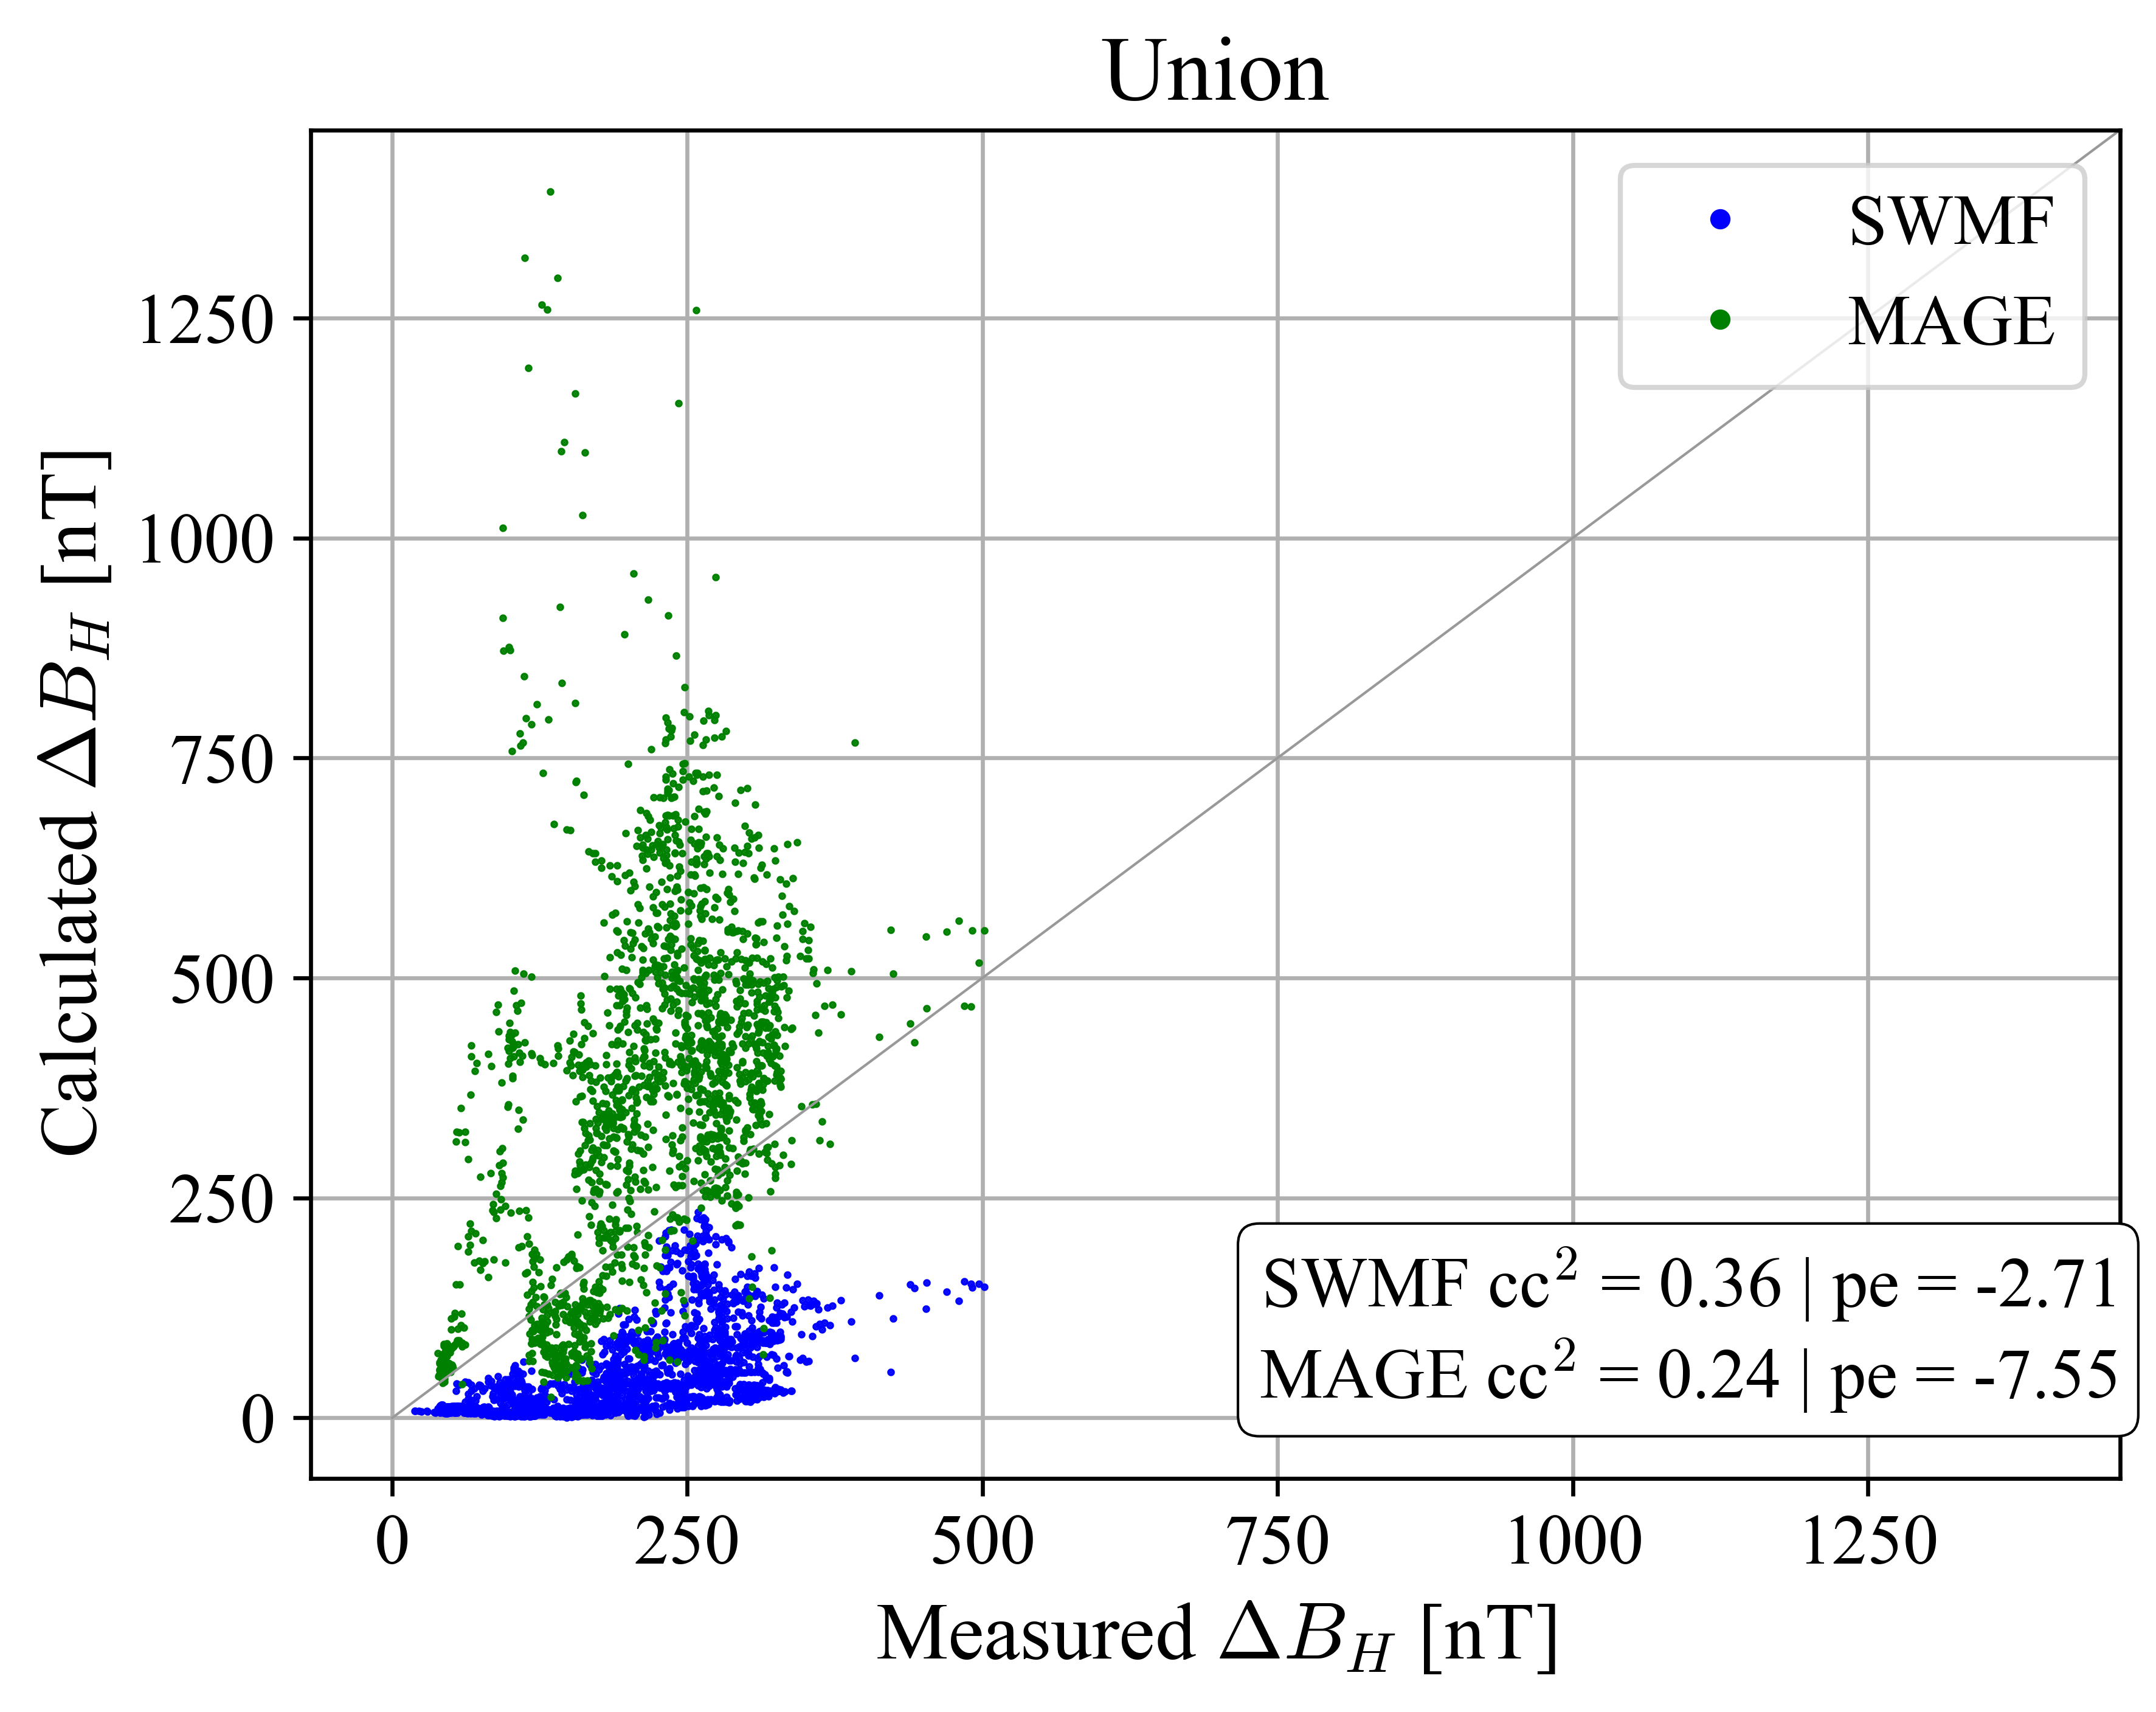 Union
SWMF
MAGE
1250
1000
750
500
250
0
Calculated ΔB_H [nT]
SWMF cc² = 0.36 | pe = -2.71
MAGE cc² = 0.24 | pe = -7.55
0 250 500 750 1000 1250
Measured ΔB_H [nT]